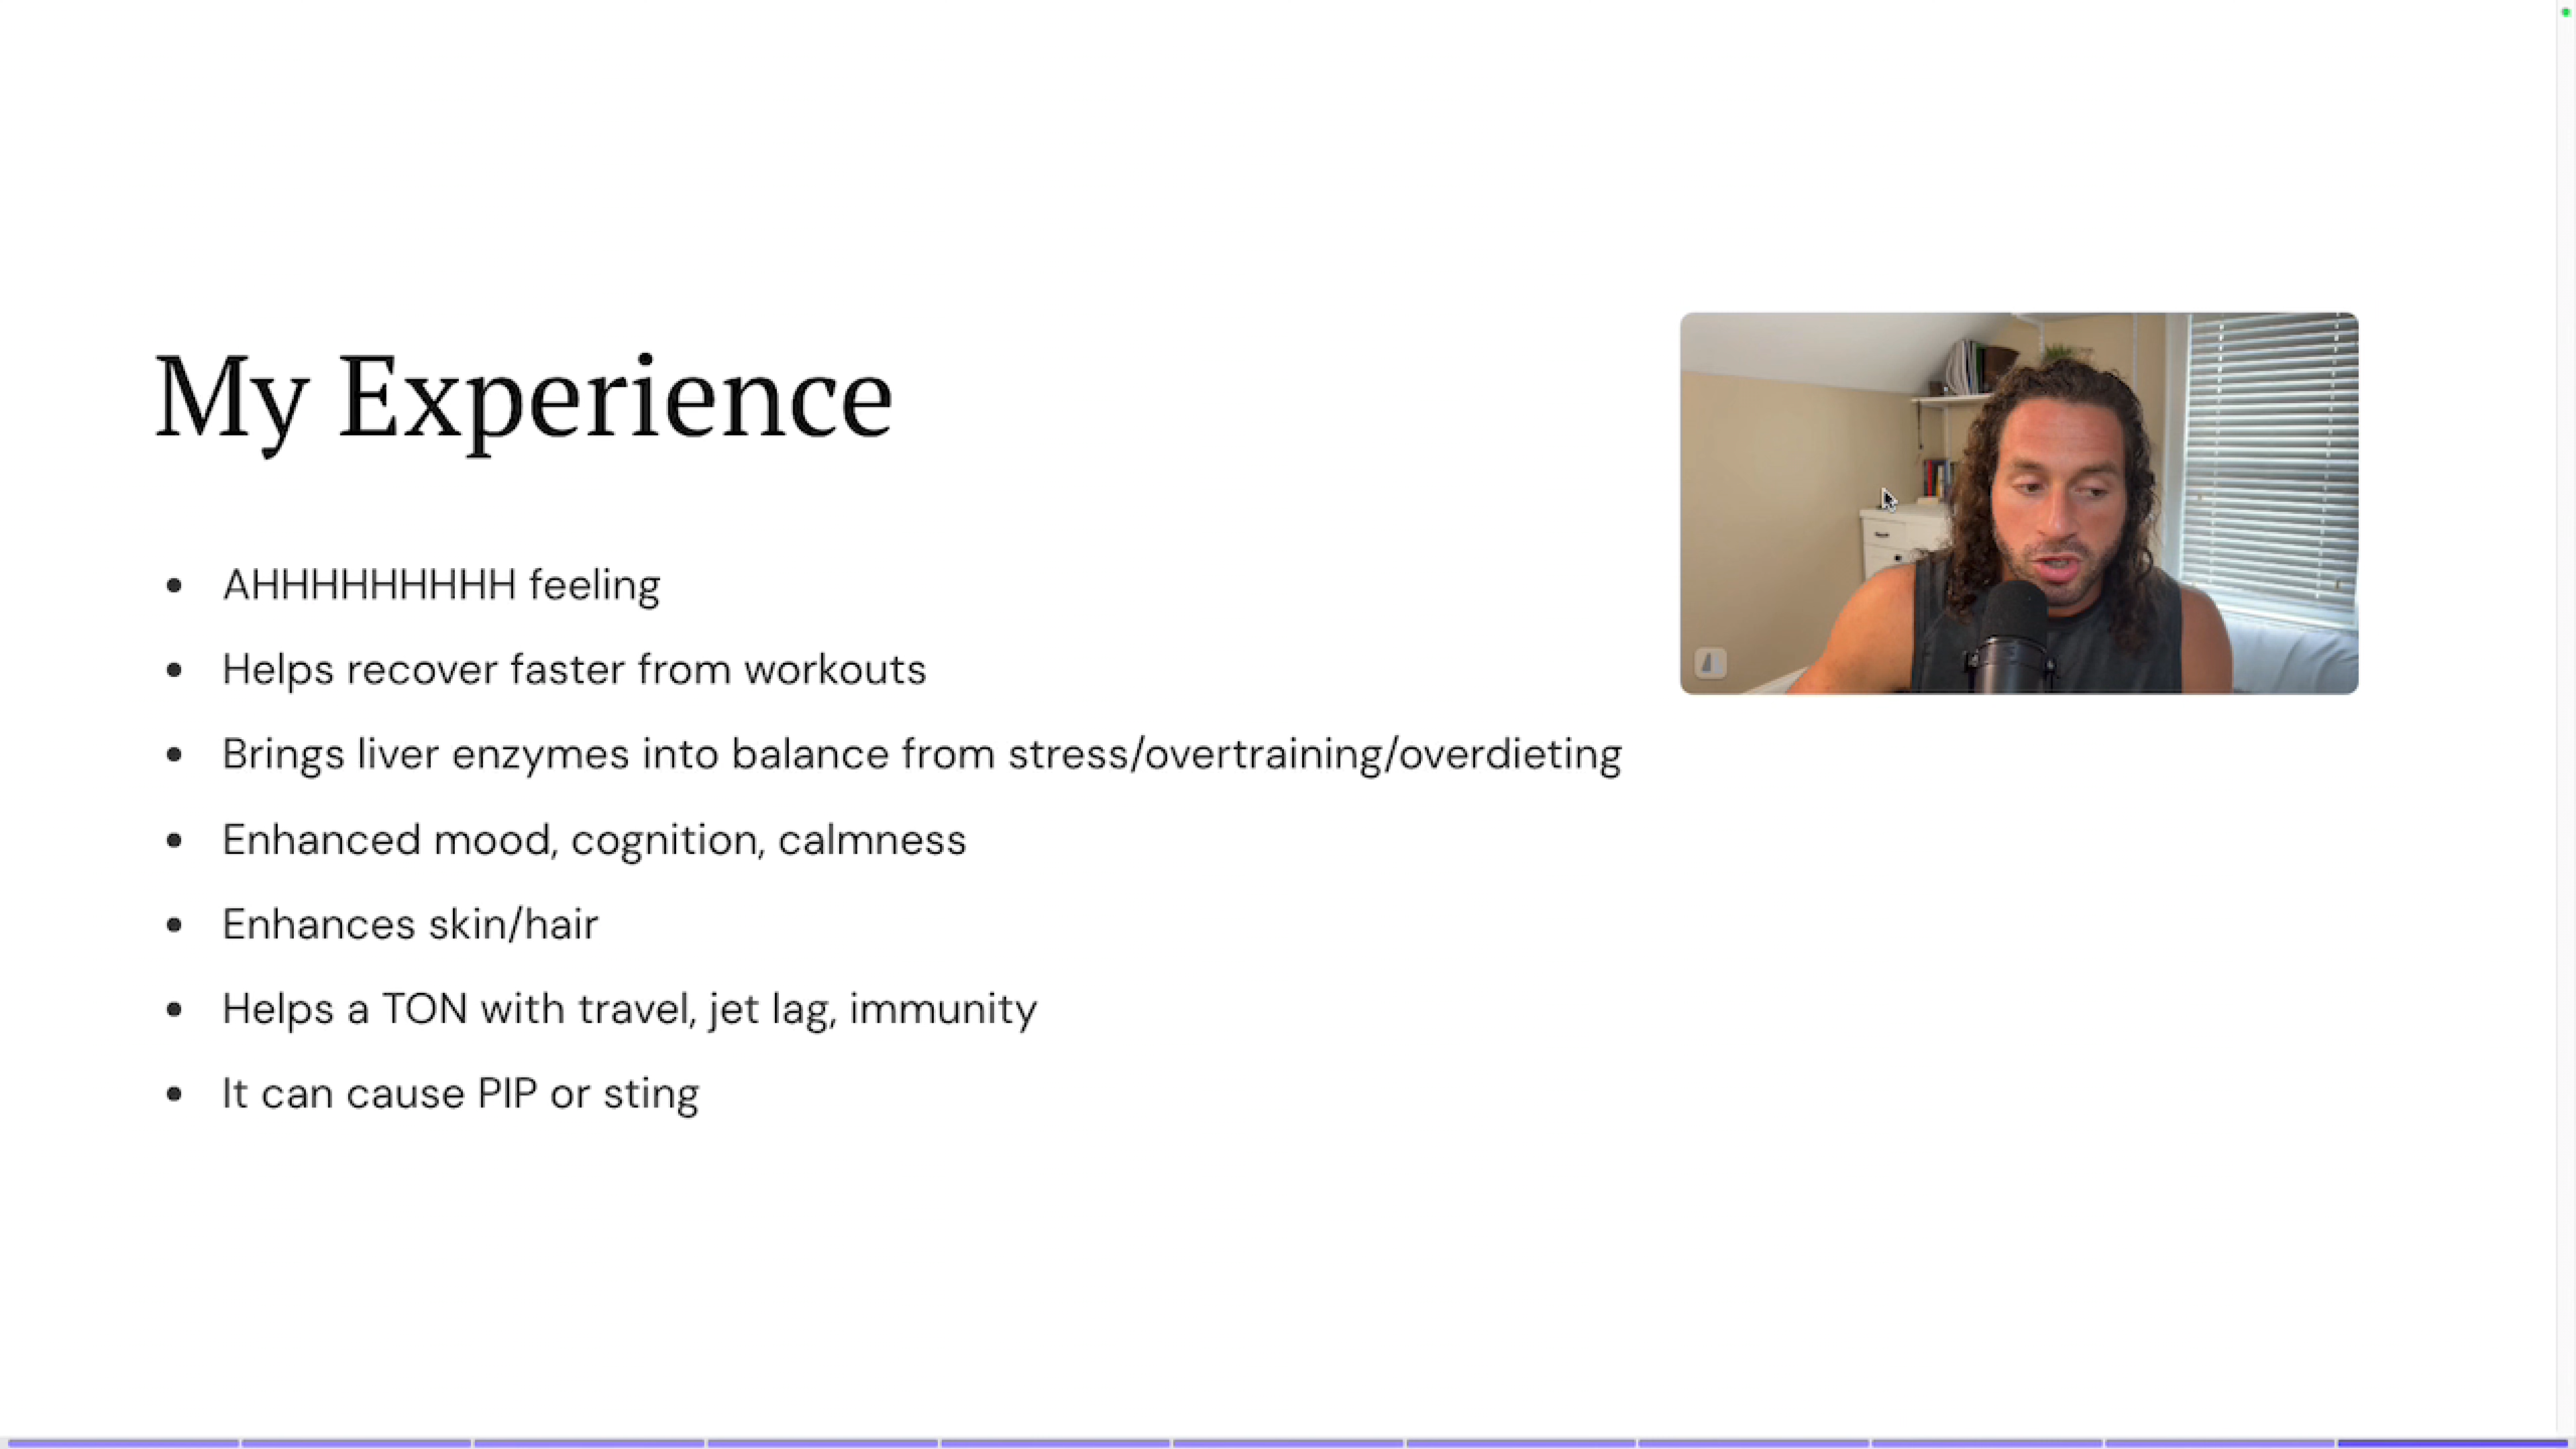 My Experience
AHHHHHHHHH feeling
Helps recover faster from workouts
Brings liver enzymes into balance from stress/overtraining/overdieting
Enhanced mood, cognition, calmness
Enhances skin/hair
Helps a TON with travel, jet lag, immunity
It can cause PIP or sting